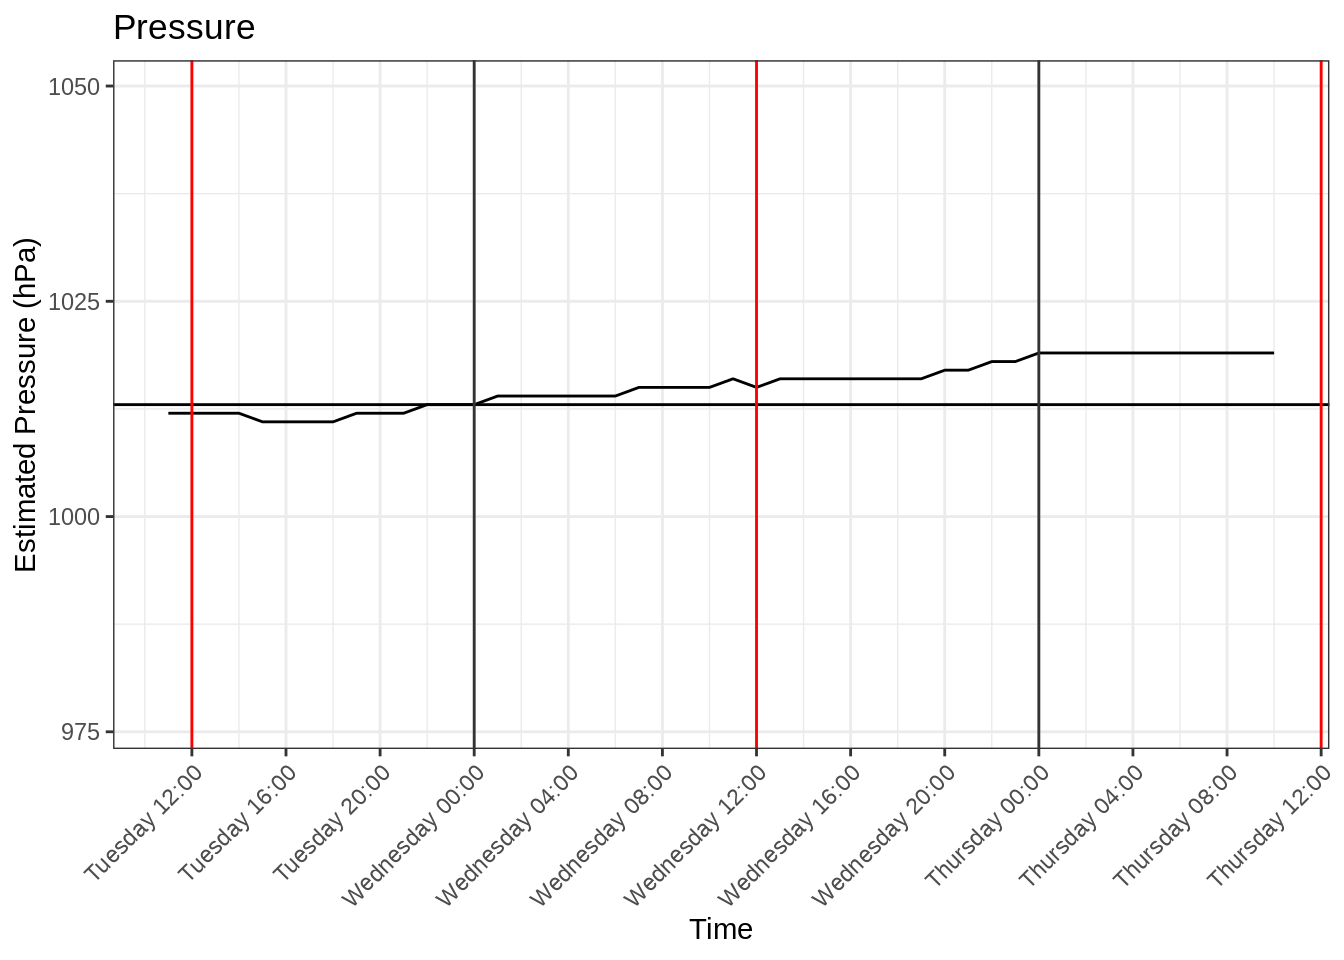 Pressure
Estimated Pressure (hPa)
1050
1025
1000
975
Tuesday 12:00
Tuesday 16:00
Tuesday 20:00
Wednesday 00:00
Wednesday 04:00
Wednesday 08:00
Wednesday 12:00
Wednesday 16:00
Wednesday 20:00
Thursday 00:00
Thursday 04:00
Thursday 08:00
Thursday 12:00
Time